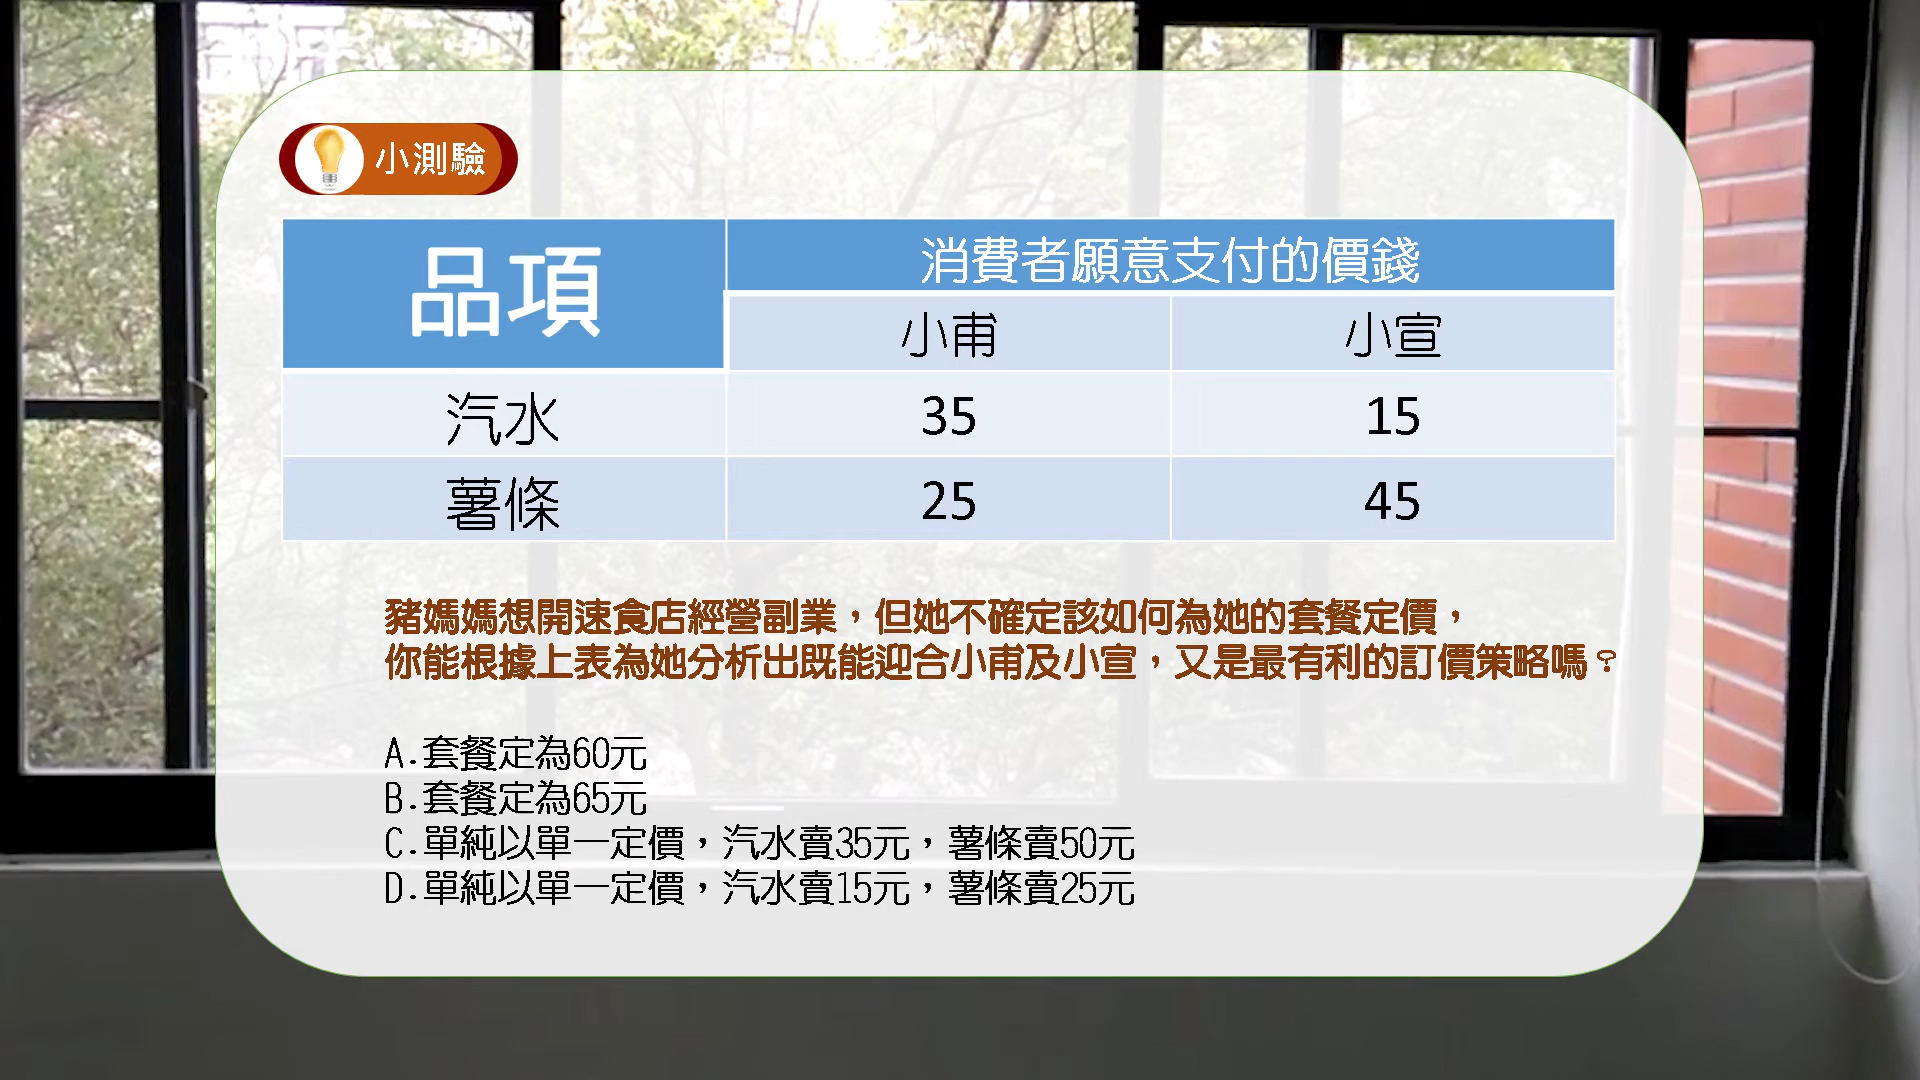 小測驗
品項 消費者願意支付的價錢
小甫 小宣
汽水 35 15
薯條 25 45
豬媽媽想開速食店經營副業，但她不確定該如何為她的套餐定價，
你能根據上表為她分析出既能迎合小甫及小宣，又是最有利的訂價策略嗎？
A.套餐定為60元
B.套餐定為65元
C.單純以單一定價，汽水賣35元，薯條賣50元
D.單純以單一定價，汽水賣15元，薯條賣25元